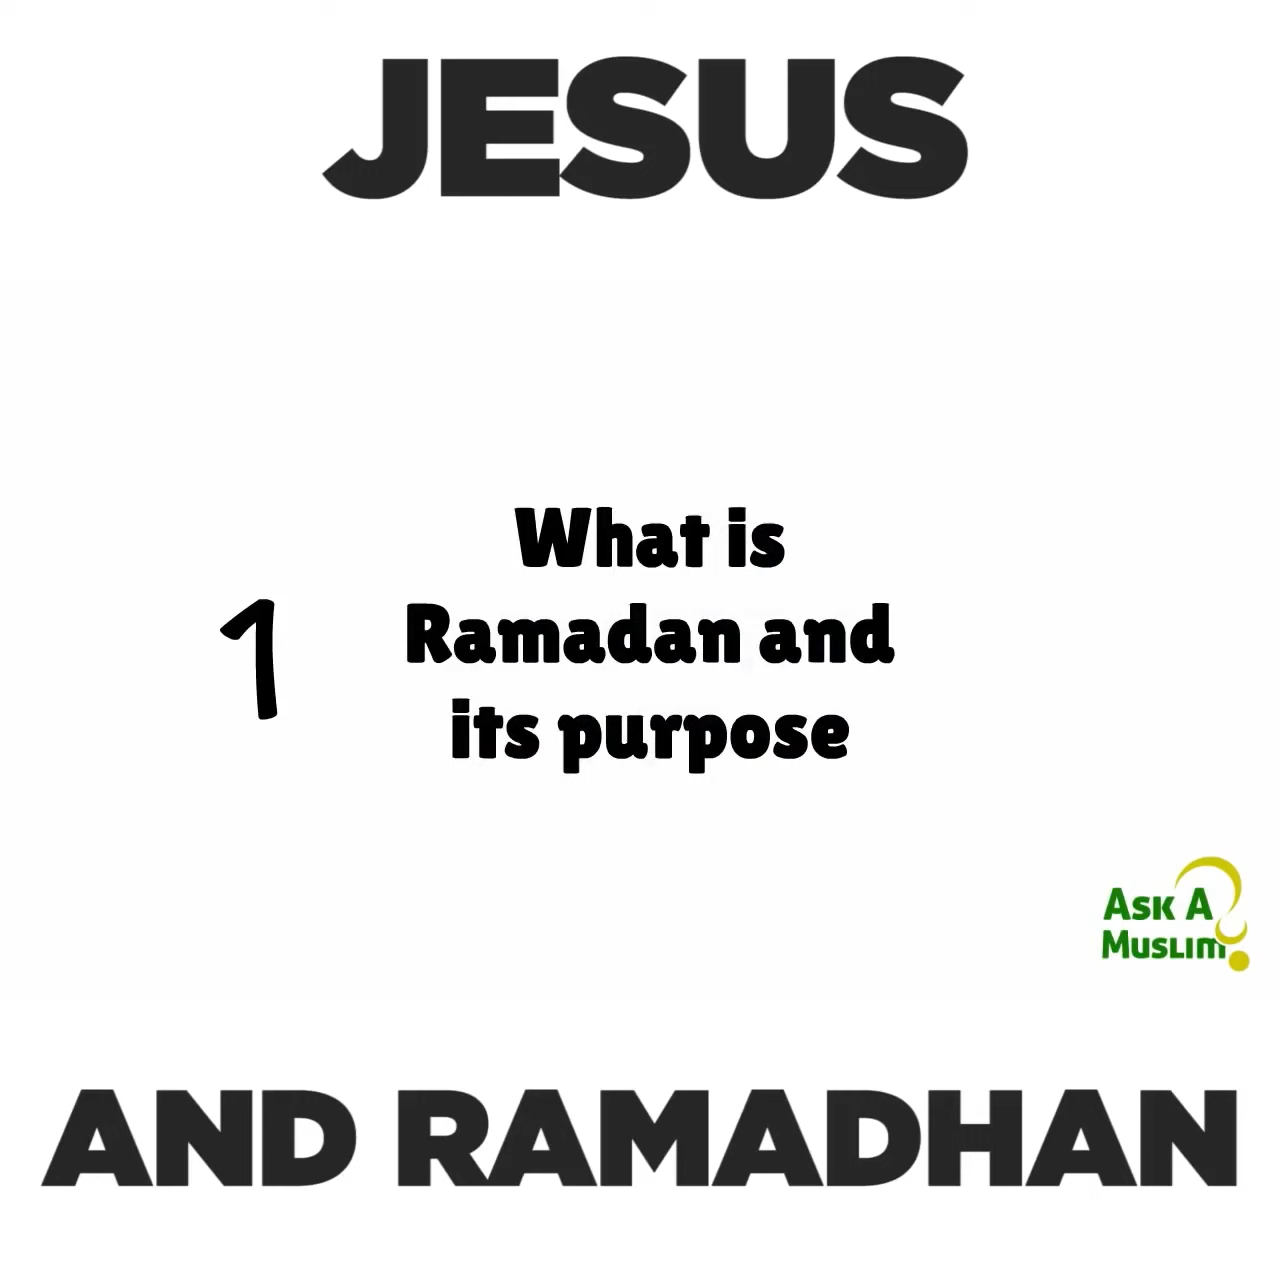 JESUS
What is
1
Ramadan and
its purpose
Ask A
Muslim?
AND RAMADHAN